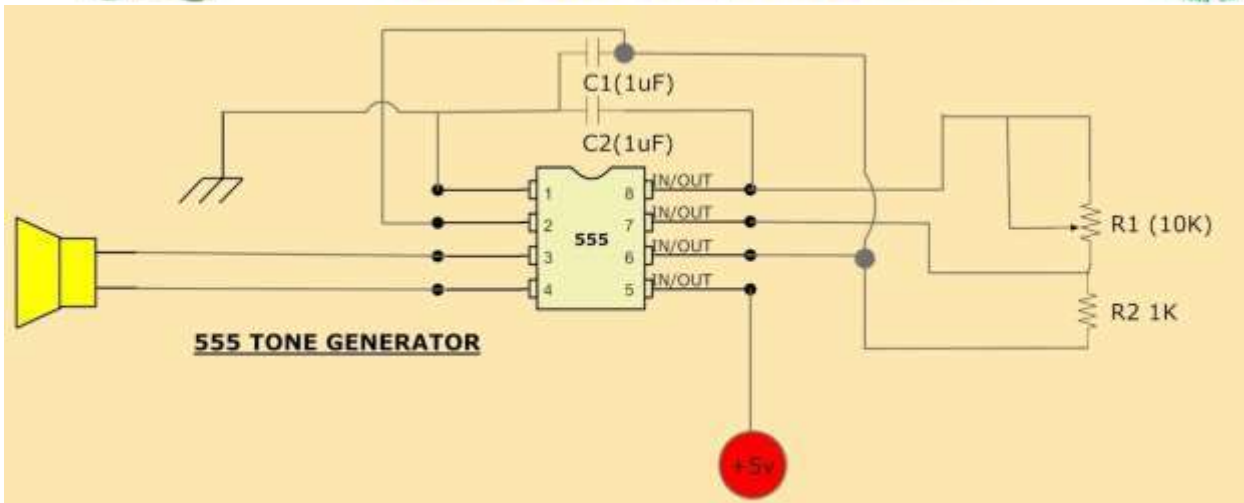 C1(1uF)
C2(1uF)
1
2
3
4
555
8
7
6
5
IN/OUT
IN/OUT
IN/OUT
IN/OUT
R1 (10K)
R2 1K
555 TONE GENERATOR
+5v